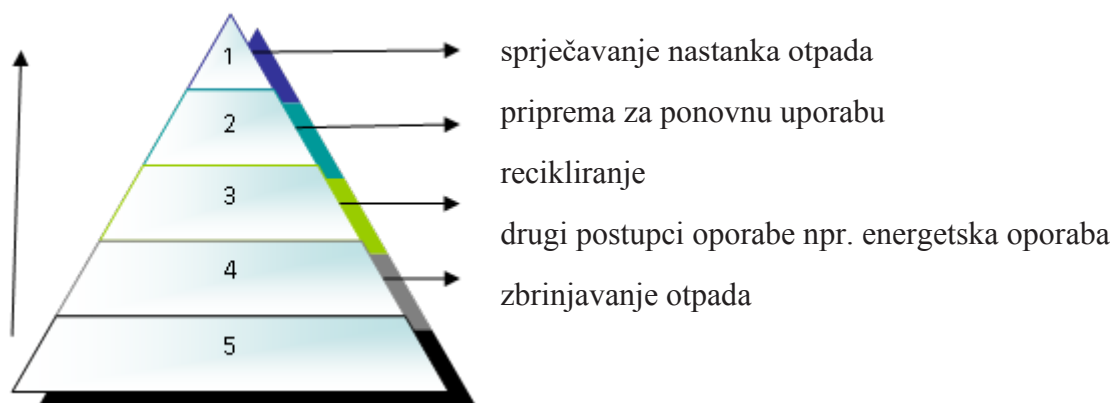 1
sprječavanje nastanka otpada
2
priprema za ponovnu uporabu
3
recikliranje
4
drugi postupci oporabe npr. energetska oporaba
5
zbrinjavanje otpada